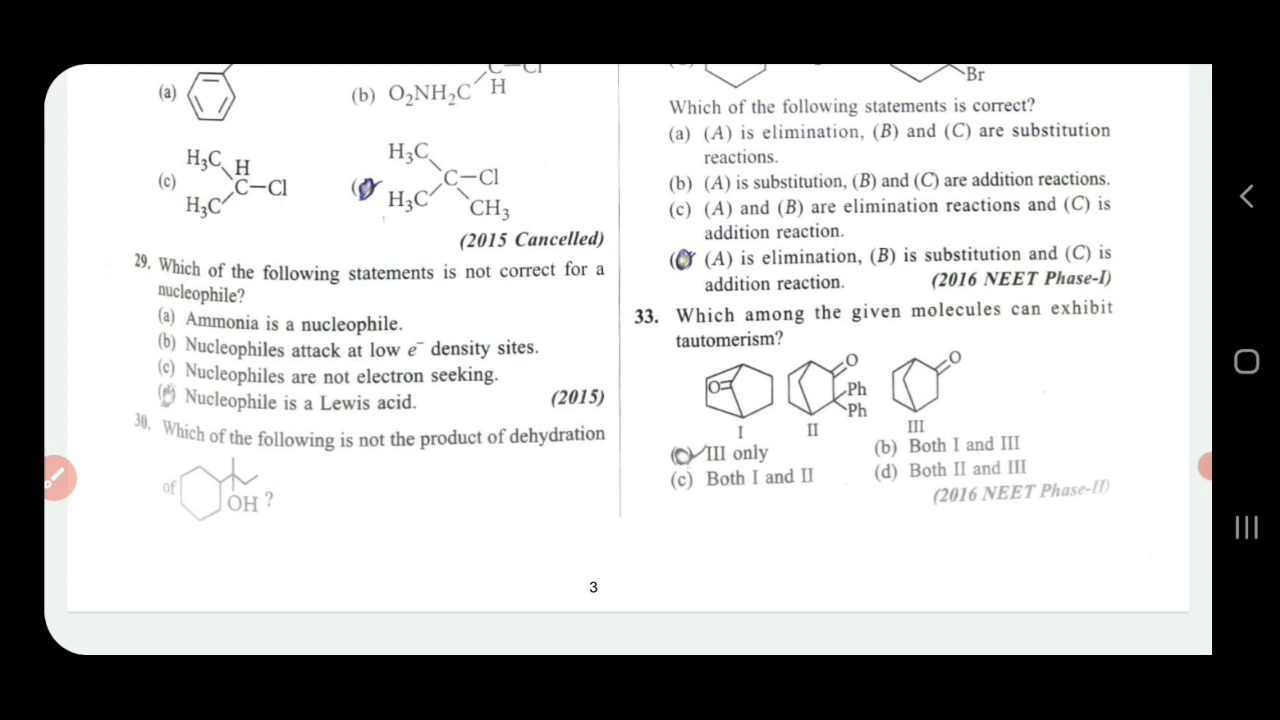 (a)
(b) O₂NH₂C C—Cl
H
(c) H₃C H
C—Cl
H₃C
H₃C
C—Cl
H₃C CH₃
(2015 Cancelled)
29. Which of the following statements is not correct for a
nucleophile?
(a) Ammonia is a nucleophile.
(b) Nucleophiles attack at low e⁻ density sites.
(c) Nucleophiles are not electron seeking.
Nucleophile is a Lewis acid.
(2015)
30. Which of the following is not the product of dehydration
of
OH ?
Br
Which of the following statements is correct?
(a) (A) is elimination, (B) and (C) are substitution
reactions.
(b) (A) is substitution, (B) and (C) are addition reactions.
(c) (A) and (B) are elimination reactions and (C) is
addition reaction.
(A) is elimination, (B) is substitution and (C) is
addition reaction.
(2016 NEET Phase-I)
33. Which among the given molecules can exhibit
tautomerism?
O
O
Ph
Ph
O
I II III
III only
(b) Both I and III
(c) Both I and II
(d) Both II and III
(2016 NEET Phase-II)
3